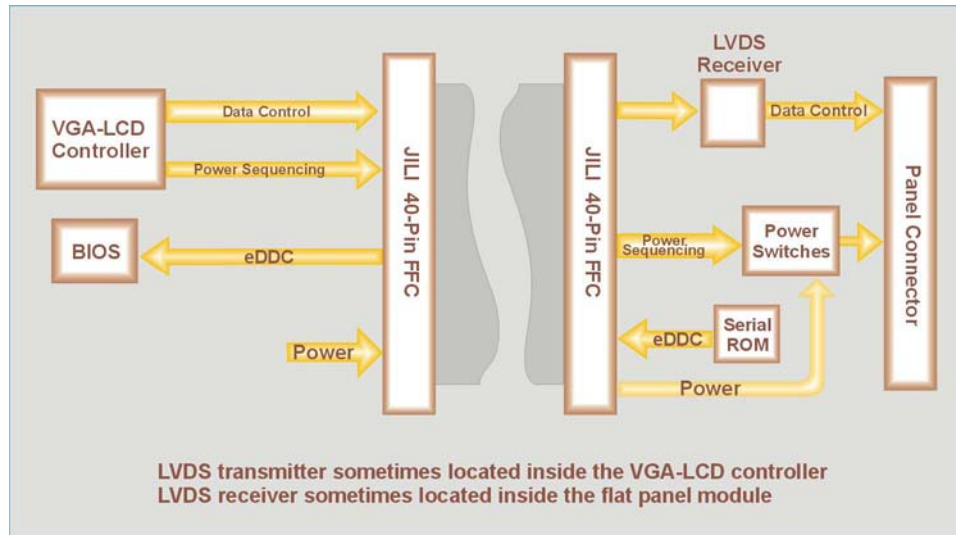 LVDS
Receiver
VGA-LCD
Controller
Data Control
Power Sequencing
JILI 40-Pin FFC
JILI 40-Pin FFC
Data Control
Panel Connector
BIOS
eDDC
Power
Sequencing
Power
Switches
Power
eDDC
Serial
ROM
Power
LVDS transmitter sometimes located inside the VGA-LCD controller
LVDS receiver sometimes located inside the flat panel module